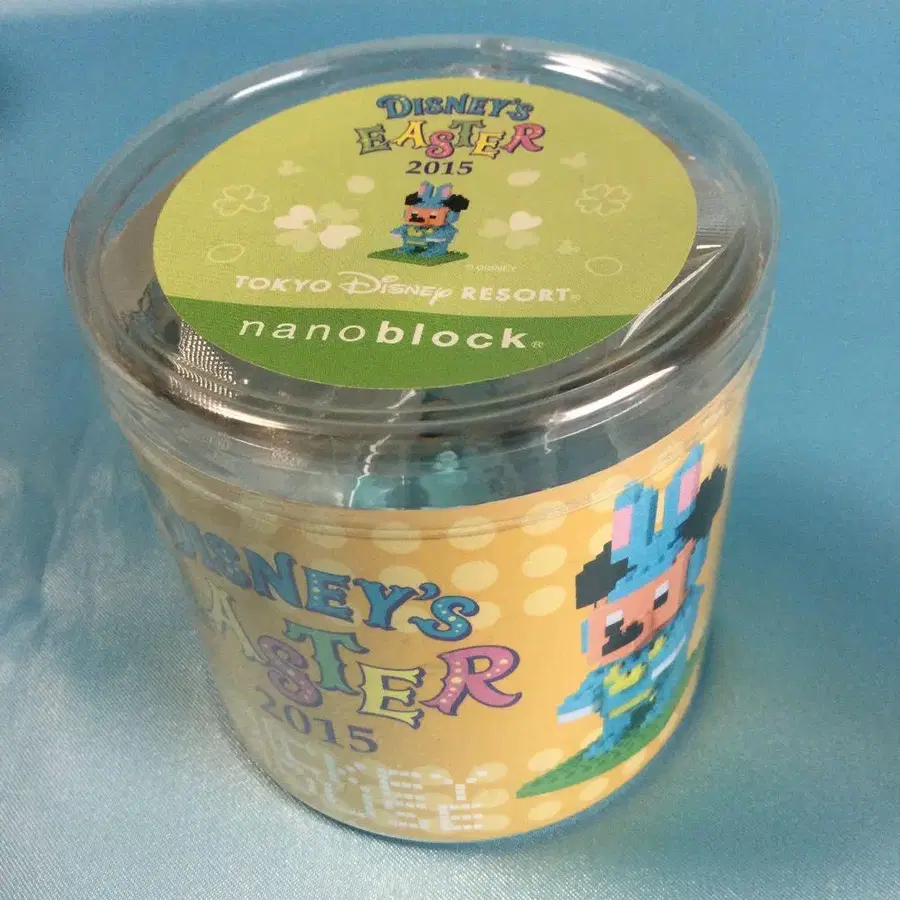 DISNEY'S
EASTER
2015
© DISNEY
TOKYO Disney RESORT®
nanoblock®
DISNEY'S
EASTER
2015